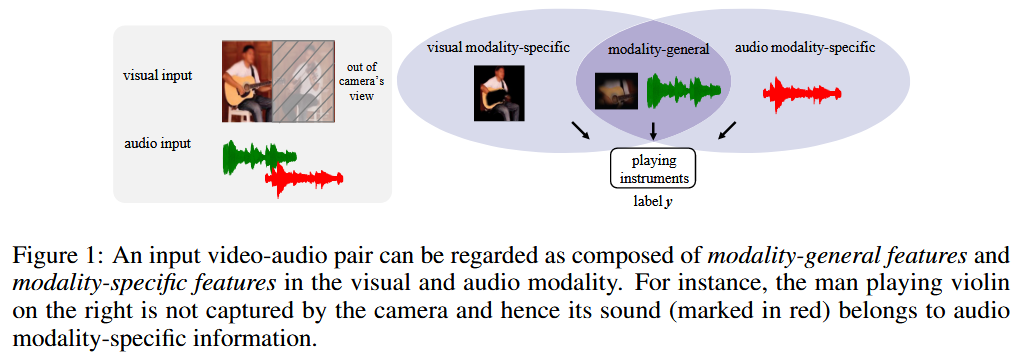 visual input
out of
camera's
view
audio input
visual modality-specific
modality-general
audio modality-specific
playing
instruments
label y
Figure 1: An input video-audio pair can be regarded as composed of modality-general features and
modality-specific features in the visual and audio modality. For instance, the man playing violin
on the right is not captured by the camera and hence its sound (marked in red) belongs to audio
modality-specific information.